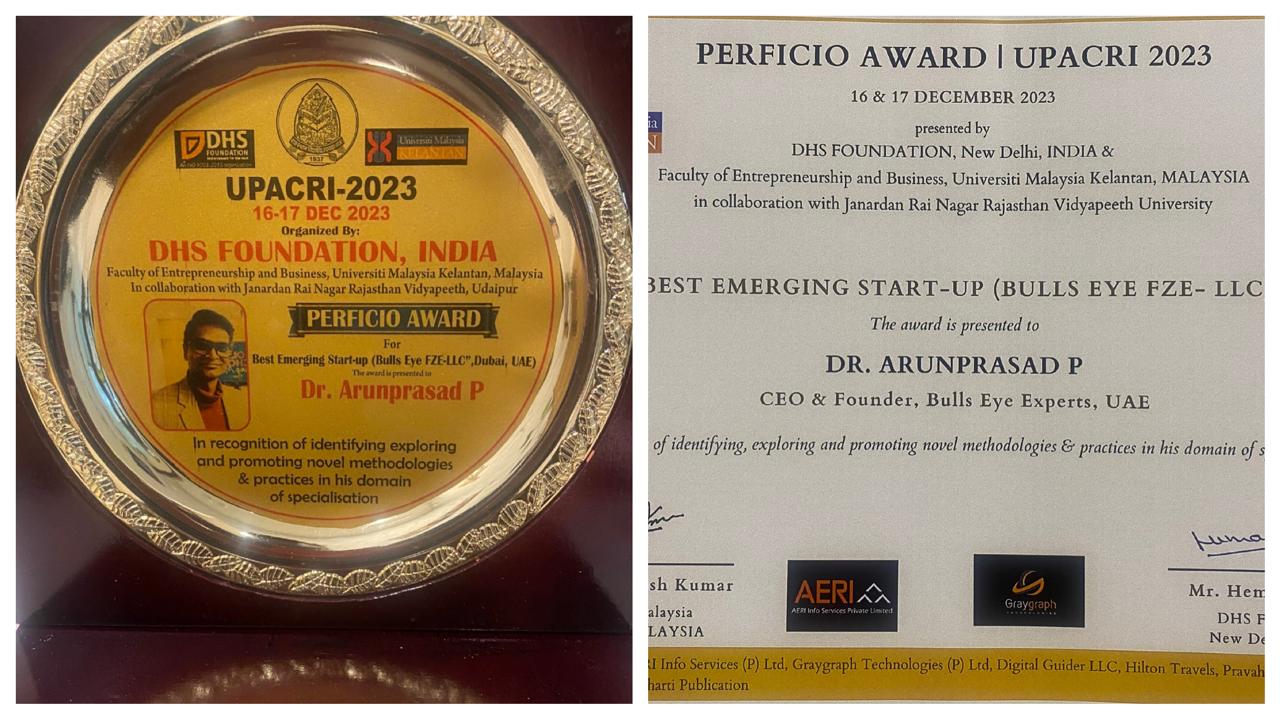 DHS
FOUNDATION
1937
Universiti Malaysia
KELANTAN
UPACRI-2023
16-17 DEC 2023
Organized By:
DHS FOUNDATION, INDIA
Faculty of Entrepreneurship and Business, Universiti Malaysia Kelantan, Malaysia
In collaboration with Janardan Rai Nagar Rajasthan Vidyapeeth, Udaipur
PERFICIO AWARD
For
Best Emerging Start-up (Bulls Eye FZE-LLC",Dubai, UAE)
The award is presented to
Dr. Arunprasad P
In recognition of identifying exploring
and promoting novel methodologies
& practices in his domain
of specialisation
PERFICIO AWARD | UPACRI 2023
16 & 17 DECEMBER 2023
presented by
DHS FOUNDATION, New Delhi, INDIA &
Faculty of Entrepreneurship and Business, Universiti Malaysia Kelantan, MALAYSIA
in collaboration with Janardan Rai Nagar Rajasthan Vidyapeeth University
ia
N
BEST EMERGING START-UP (BULLS EYE FZE- LLC
The award is presented to
DR. ARUNPRASAD P
CEO & Founder, Bulls Eye Experts, UAE
of identifying, exploring and promoting novel methodologies & practices in his domain of s
sh Kumar
alaysia
LAYSIA
AERI
AERI Info Services Private Limited
Graygraph
TECHNOLOGIES
Mr. Hem
DHS F
New De
RI Info Services (P) Ltd, Graygraph Technologies (P) Ltd, Digital Guider LLC, Hilton Travels, Pravah
harti Publication